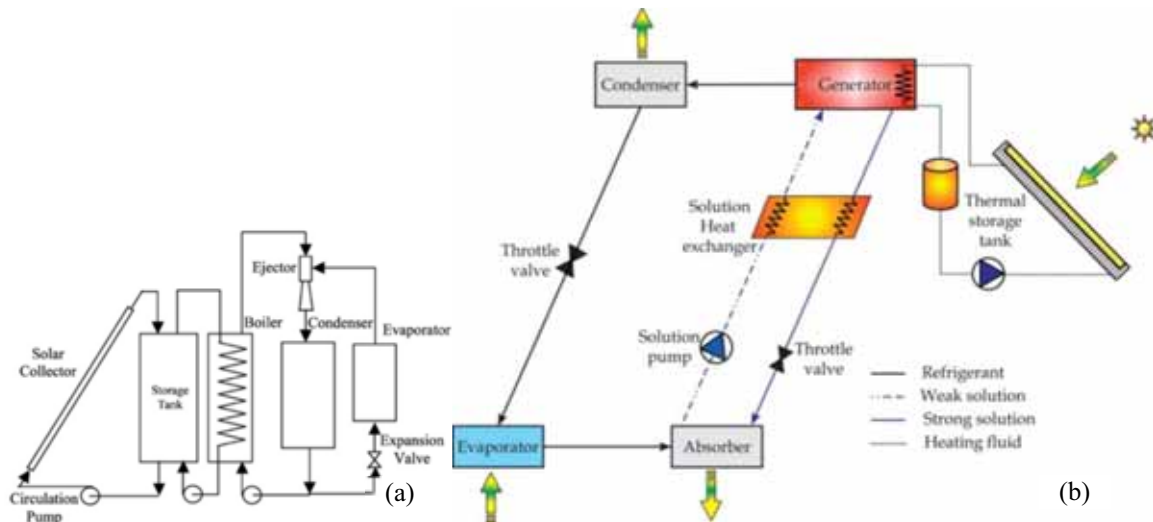 Ejector
Boiler
Condenser
Evaporator
Solar
Collector
Storage
Tank
Expansion
Valve
Circulation
Pump
(a)
Condenser
Generator
Solution
Heat
exchanger
Thermal
storage
tank
Throttle
valve
Solution
pump
Throttle
valve
Evaporator
Absorber
Refrigerant
Weak solution
Strong solution
Heating fluid
(b)